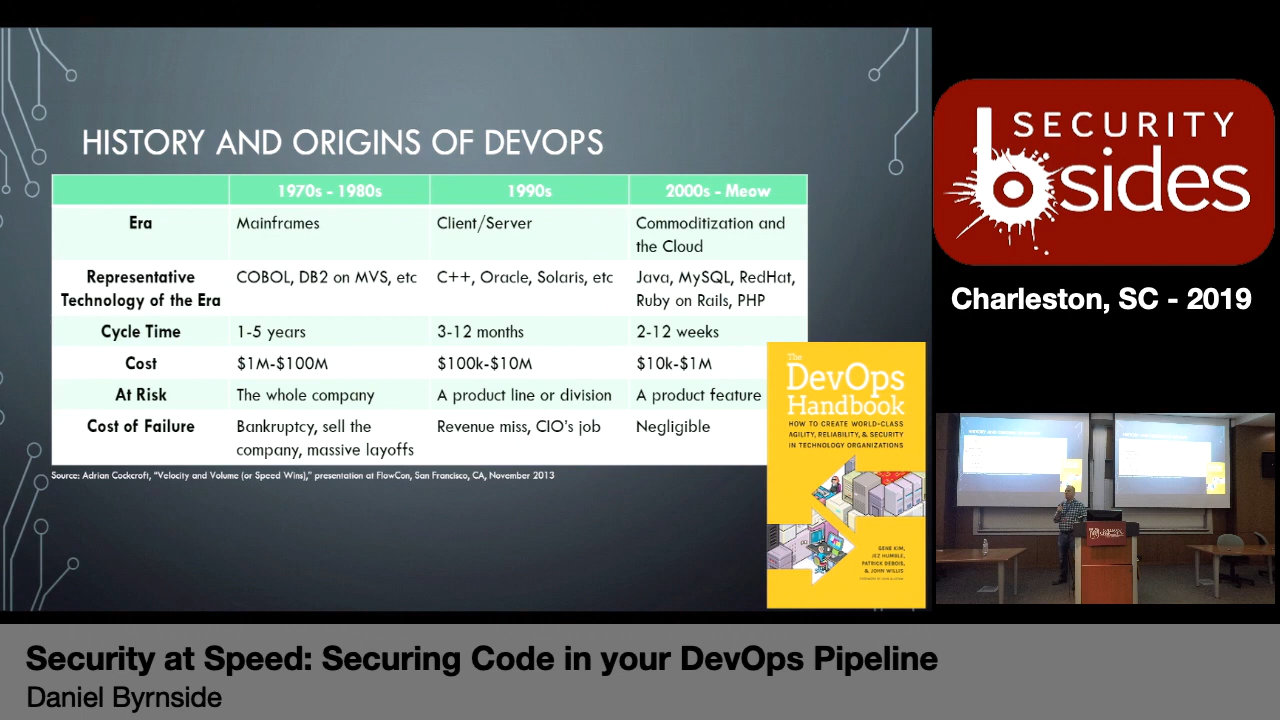 HISTORY AND ORIGINS OF DEVOPS
1970s - 1980s 1990s 2000s - Meow
Era Mainframes Client/Server Commoditization and
the Cloud
Representative COBOL, DB2 on MVS, etc C++, Oracle, Solaris, etc Java, MySQL, RedHat,
Technology of the Era Ruby on Rails, PHP
Cycle Time 1-5 years 3-12 months 2-12 weeks
Cost $1M-$100M $100k-$10M $10k-$1M
At Risk The whole company A product line or division A product feature
Cost of Failure Bankruptcy, sell the Revenue miss, CIO's job Negligible
company, massive layoffs
Source: Adrian Cockcroft, "Velocity and Volume (or Speed Wins)," presentation at FlowCon, San Francisco, CA, November 2013
The
DevOps
Handbook
HOW TO CREATE WORLD-CLASS
AGILITY, RELIABILITY, & SECURITY
IN TECHNOLOGY ORGANIZATIONS
GENE KIM,
JEZ HUMBLE,
PATRICK DEBOIS,
& JOHN WILLIS
SECURITY
bsides
Charleston, SC - 2019
Security at Speed: Securing Code in your DevOps Pipeline
Daniel Byrnside